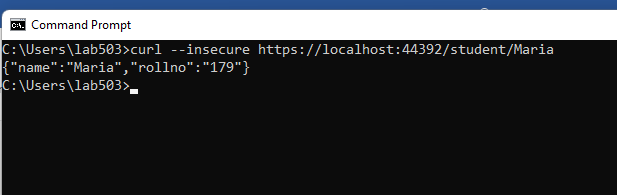 Command Prompt
C:\Users\lab503>curl --insecure https://localhost:44392/student/Maria
{"name":"Maria","rollno":"179"}
C:\Users\lab503>